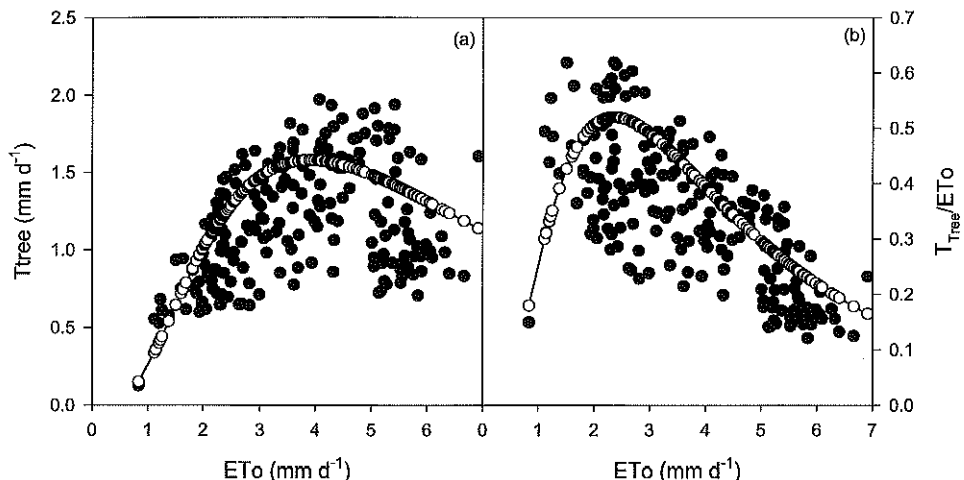 2.5
2.0
1.5
1.0
0.5
0.0
Ttree (mm d⁻¹)
(a)
0 1 2 3 4 5 6
ETo (mm d⁻¹)
(b)
0.7
0.6
0.5
0.4
0.3
0.2
0.1
0.0
T_Tree/ETo
0 1 2 3 4 5 6 7
ETo (mm d⁻¹)